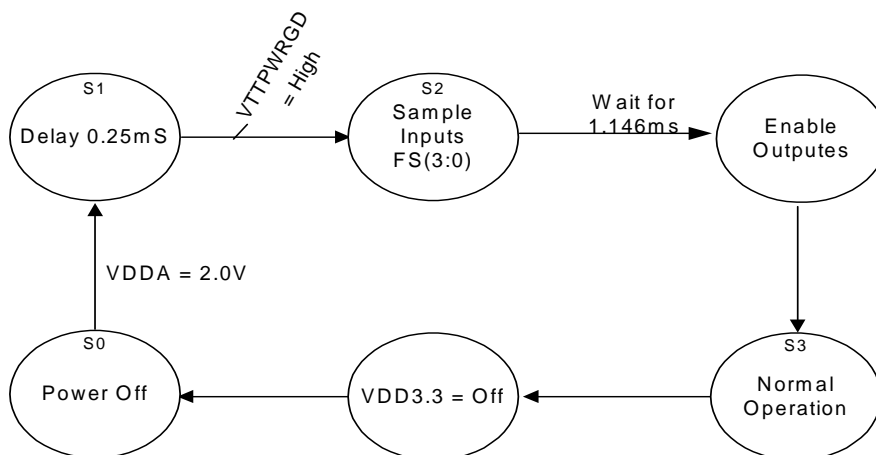 S1
Delay 0.25mS
VTTPWRGD
= High
S2
Sample
Inputs
FS(3:0)
Wait for
1.146ms
Enable
Outputes
VDDA = 2.0V
S0
Power Off
VDD3.3 = Off
S3
Normal
Operation